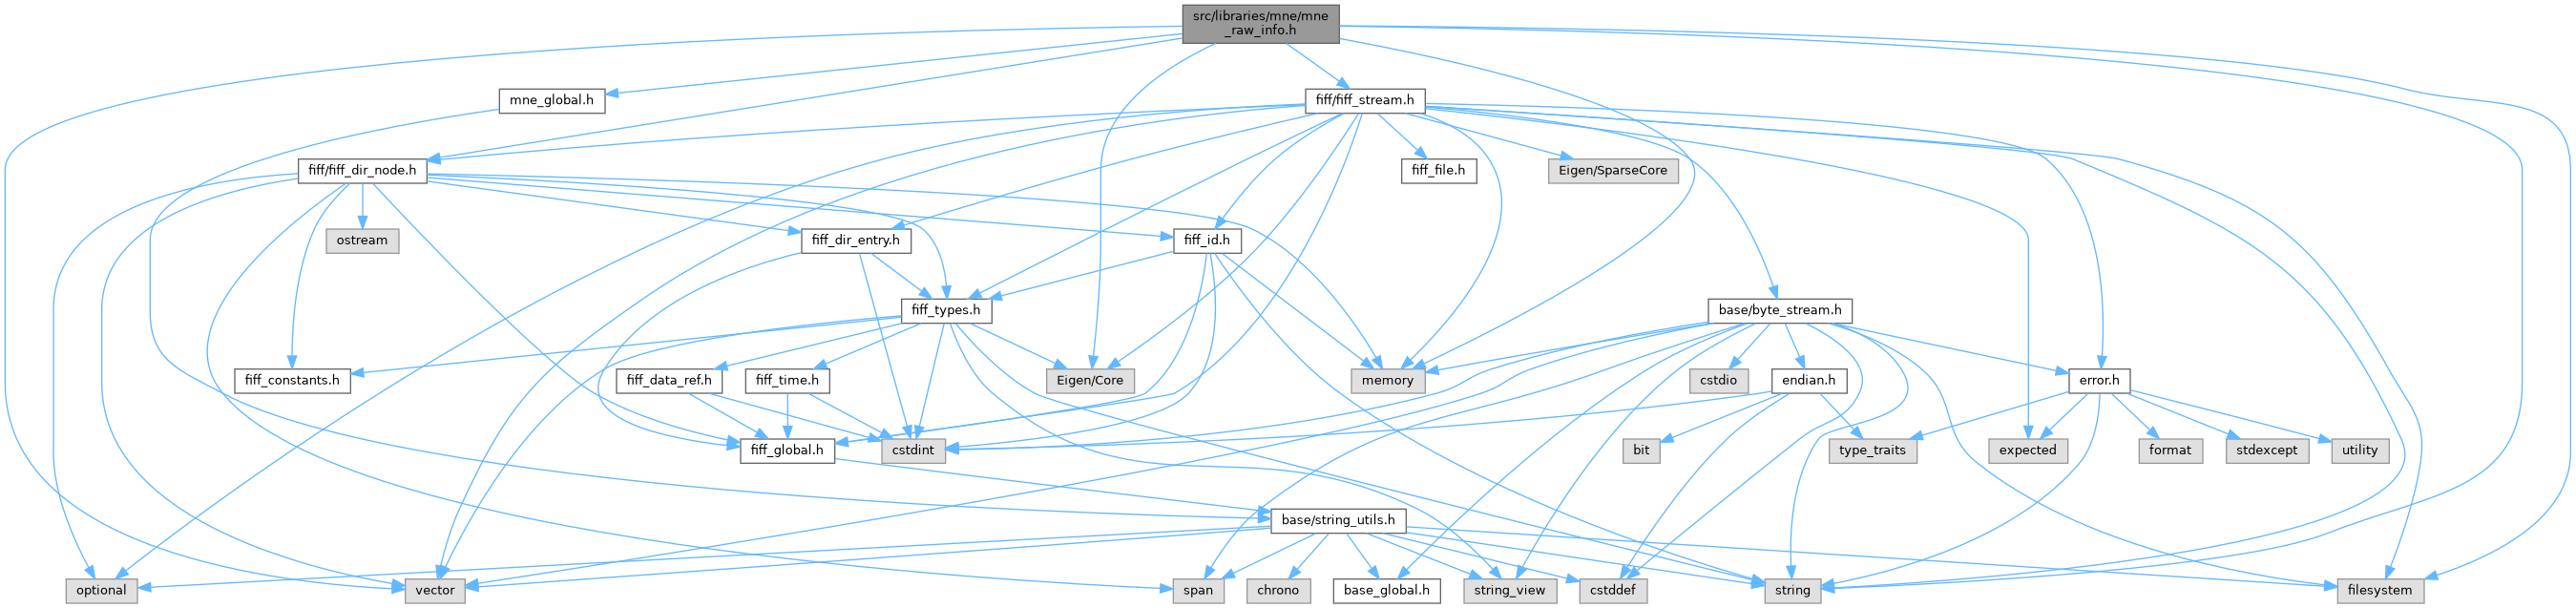 src/libraries/mne/mne
_raw_info.h
mne_global.h
fiff/fiff_stream.h
fiff/fiff_dir_node.h
fiff_file.h
Eigen/SparseCore
ostream
fiff_dir_entry.h
fiff_id.h
fiff_types.h
base/byte_stream.h
fiff_constants.h
fiff_data_ref.h
fiff_time.h
Eigen/Core
memory
cstdio
endian.h
error.h
fiff_global.h
cstdint
bit
type_traits
expected
format
stdexcept
utility
base/string_utils.h
optional
vector
span
chrono
base_global.h
string_view
cstddef
string
filesystem